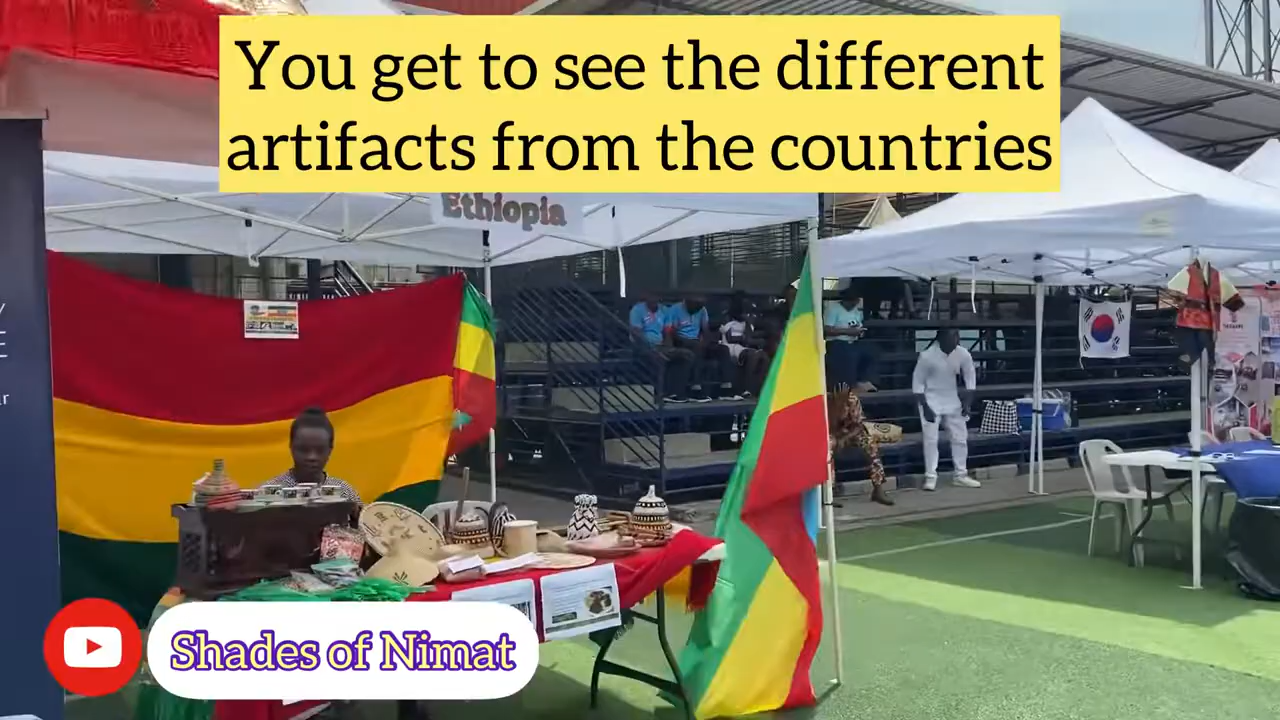 You get to see the different
artifacts from the countries
Ethiopia
Shades of Nimat